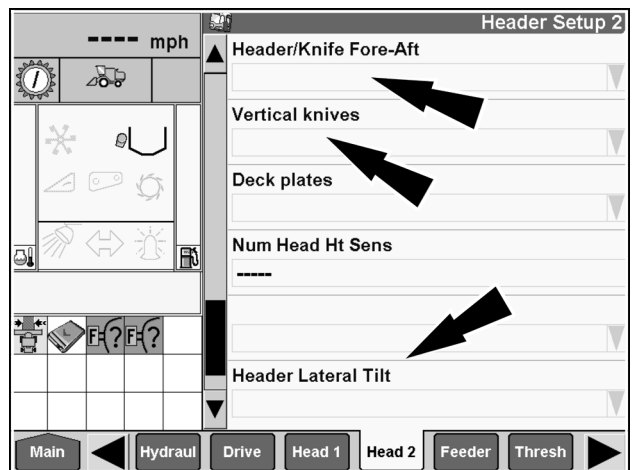 Header Setup 2
---- mph
Header/Knife Fore-Aft
Vertical knives
Deck plates
Num Head Ht Sens
-----
F ? F ?
Header Lateral Tilt
Main Hydraul Drive Head 1 Head 2 Feeder Thresh